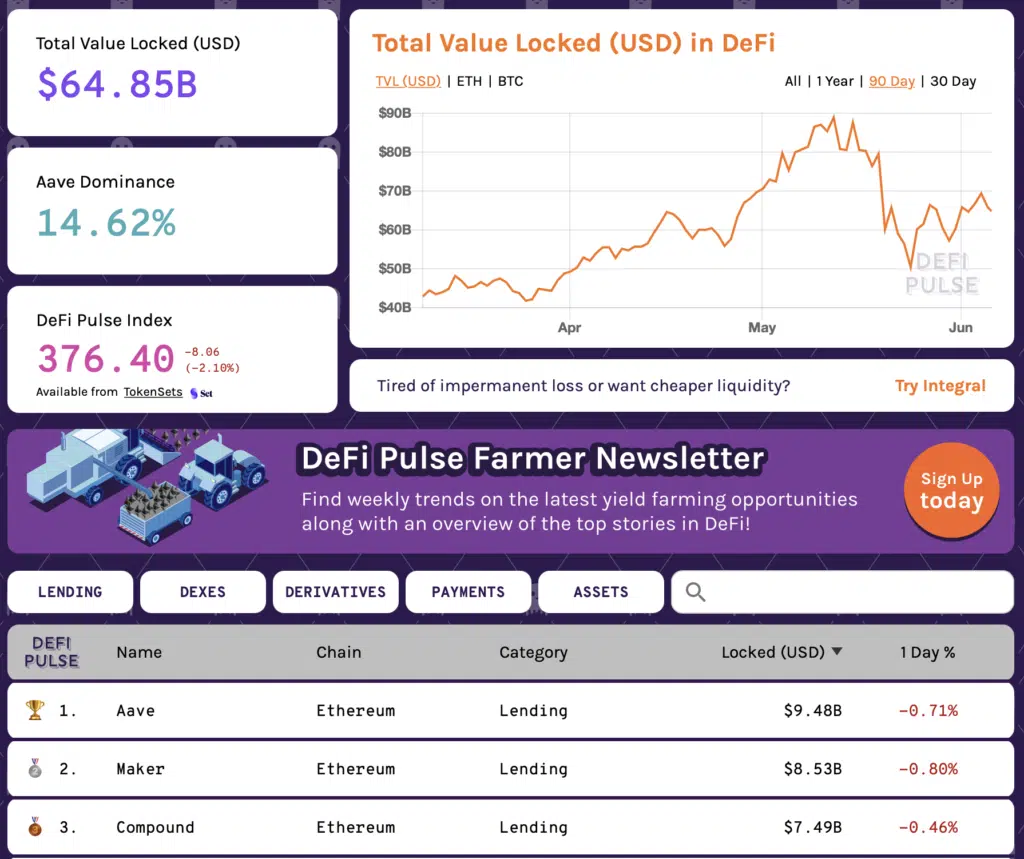 Total Value Locked (USD)
$64.85B
Aave Dominance
14.62%
DeFi Pulse Index
376.40
-8.06
(-2.10%)
Available from TokenSets Set
Total Value Locked (USD) in DeFi
TVL (USD) | ETH | BTC
All | 1 Year | 90 Day | 30 Day
$90B
$80B
$70B
$60B
$50B
$40B
Apr May Jun
DEFI
PULSE
Tired of impermanent loss or want cheaper liquidity? Try Integral
DeFi Pulse Farmer Newsletter
Find weekly trends on the latest yield farming opportunities
along with an overview of the top stories in DeFi!
Sign Up
today
LENDING DEXES DERIVATIVES PAYMENTS ASSETS
DEFI
PULSE
Name Chain Category Locked (USD) ▼ 1 Day %
1. Aave Ethereum Lending $9.48B -0.71%
2. Maker Ethereum Lending $8.53B -0.80%
3. Compound Ethereum Lending $7.49B -0.46%